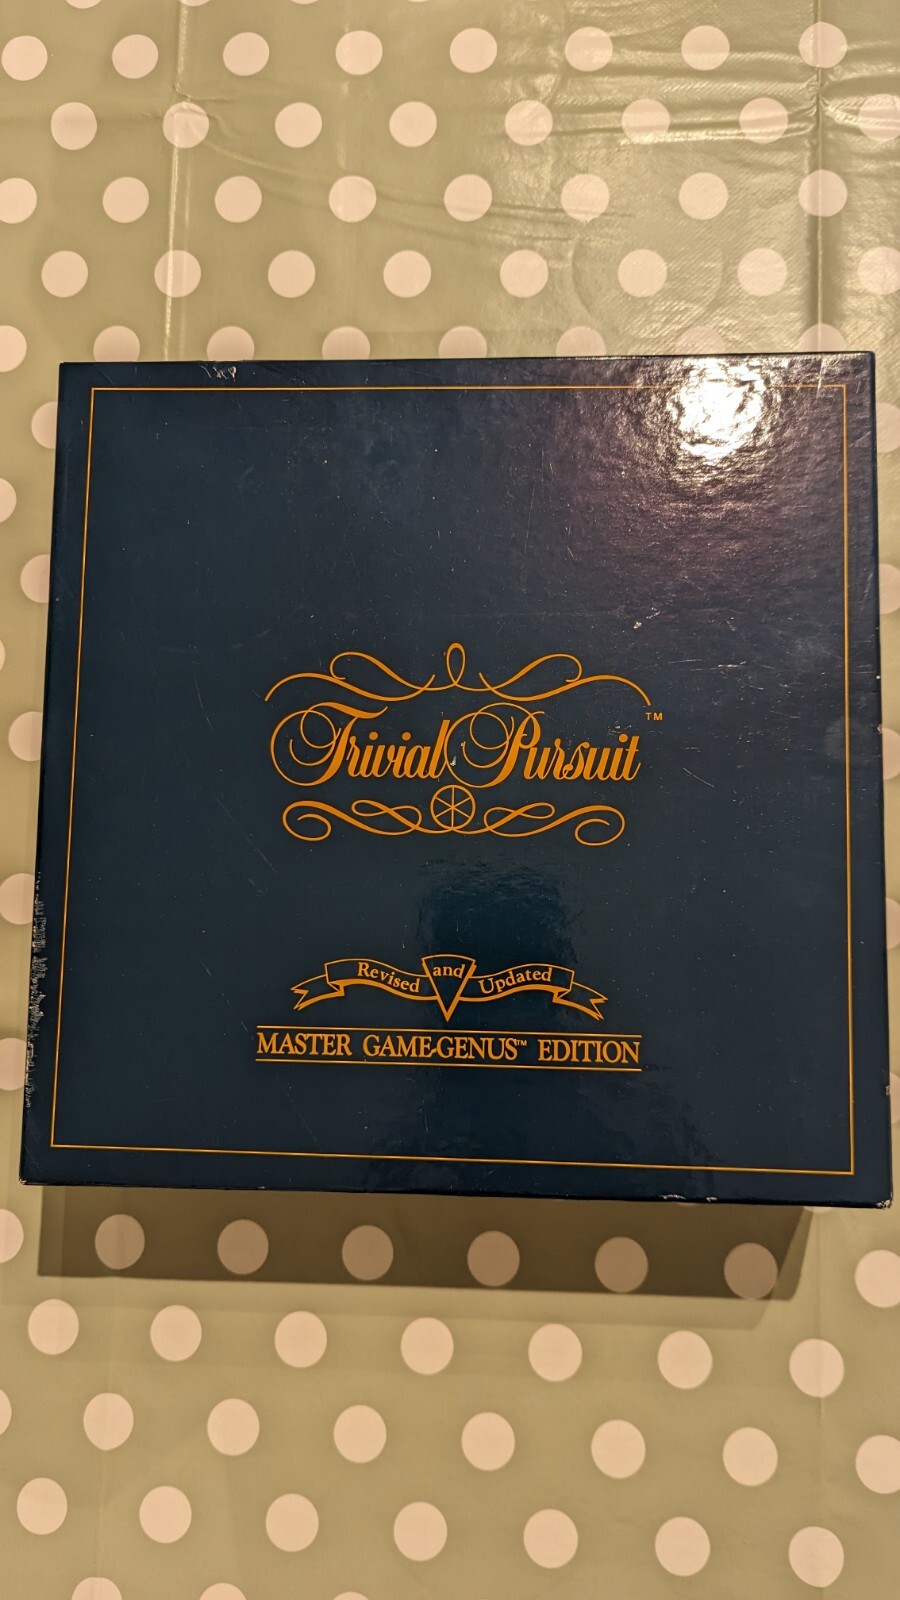 Trivial Pursuit™
Revised and Updated
MASTER GAME-GENUS™ EDITION